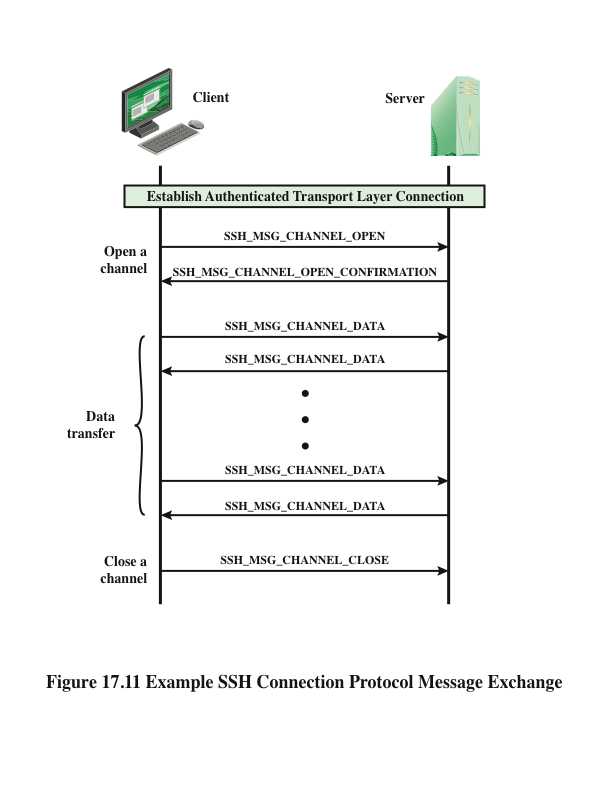 Client
Server
Establish Authenticated Transport Layer Connection
SSH_MSG_CHANNEL_OPEN
Open a
channel
SSH_MSG_CHANNEL_OPEN_CONFIRMATION
SSH_MSG_CHANNEL_DATA
SSH_MSG_CHANNEL_DATA
Data
transfer
SSH_MSG_CHANNEL_DATA
SSH_MSG_CHANNEL_DATA
Close a
channel
SSH_MSG_CHANNEL_CLOSE
Figure 17.11 Example SSH Connection Protocol Message Exchange